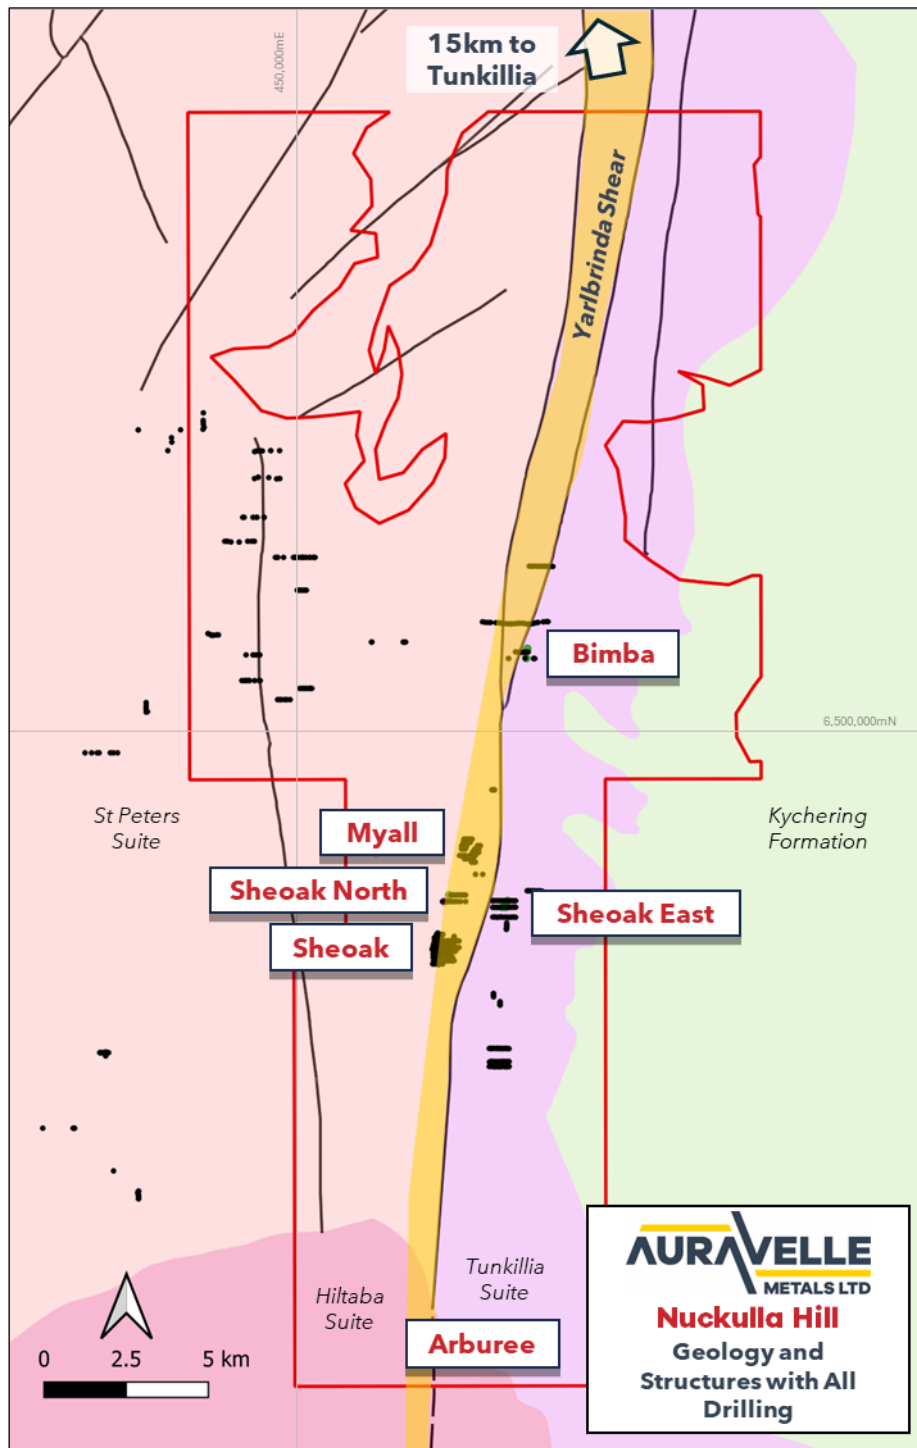 15km to
Tunkillia
450,000mE
Yarlbrinda Shear
Bimba
6,500,000mN
St Peters
Suite
Kychering
Formation
Myall
Sheoak North
Sheoak East
Sheoak
Tunkillia
Suite
Hiltaba
Suite
Arburee
0 2.5 5 km
AURAVELLE
METALS LTD
Nuckulla Hill
Geology and
Structures with All
Drilling